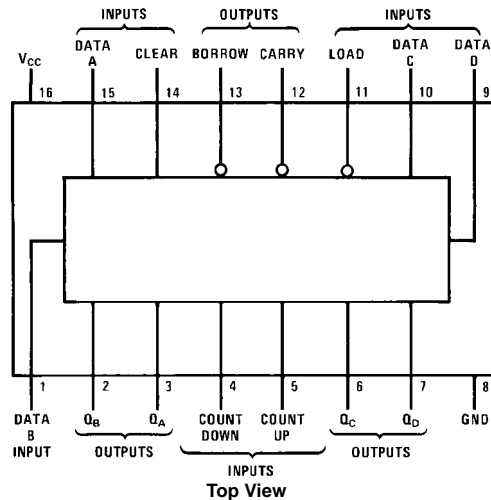 INPUTS OUTPUTS INPUTS
DATA A CLEAR BORROW CARRY LOAD DATA C DATA D
VCC
16 15 14 13 12 11 10 9
1 2 3 4 5 6 7 8
DATA B INPUT QB QA COUNT DOWN COUNT UP QC QD GND
OUTPUTS INPUTS OUTPUTS
Top View